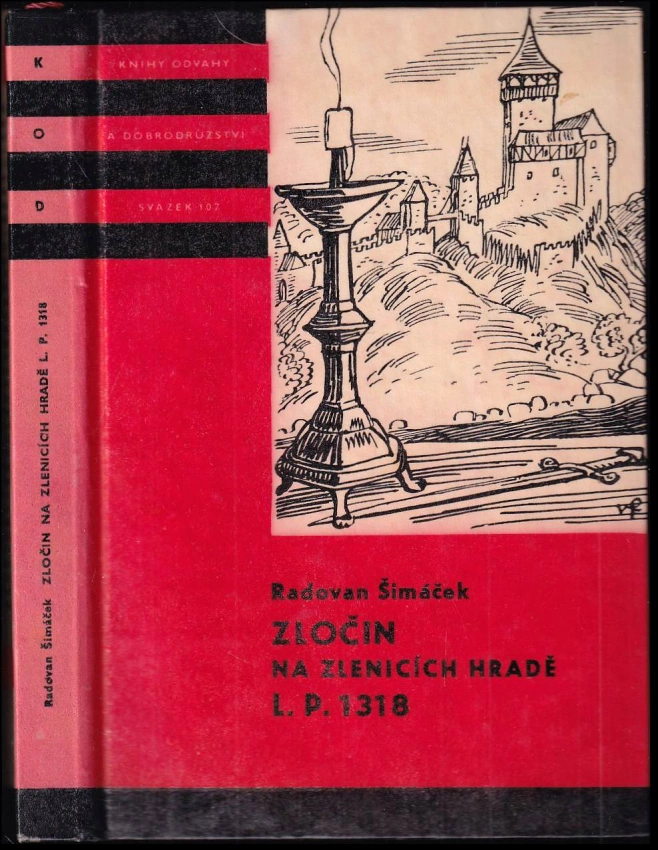 K
KNIHY ODVAHY
O
A DOBRODRUŽSTVÍ
D
SVAZEK 107
Radovan Šimáček ZLOČIN NA ZLENICÍCH HRADĚ L. P. 1318
Radovan Šimáček
ZLOČIN
NA ZLENICÍCH HRADĚ
L. P. 1318